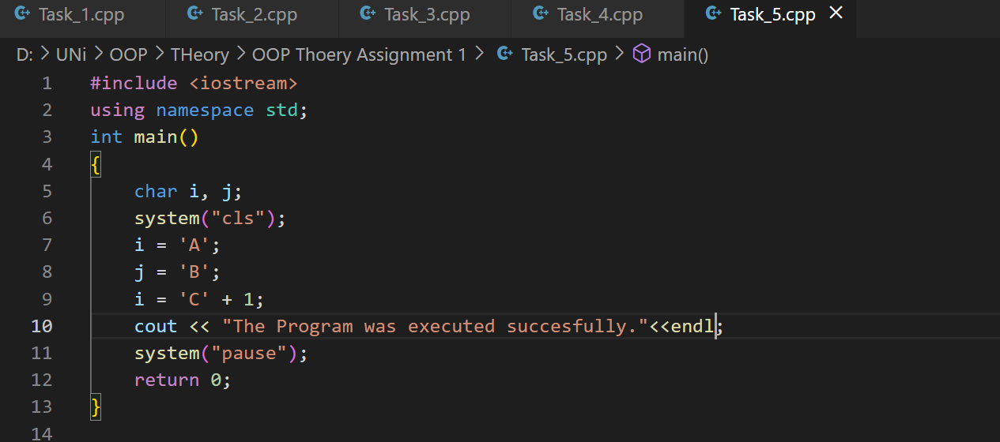 Task_1.cpp Task_2.cpp Task_3.cpp Task_4.cpp Task_5.cpp
D: > UNi > OOP > THeory > OOP Thoery Assignment 1 > Task_5.cpp > main()
1 #include <iostream>
2 using namespace std;
3 int main()
4 {
5     char i, j;
6     system("cls");
7     i = 'A';
8     j = 'B';
9     i = 'C' + 1;
10     cout << "The Program was executed succesfully."<<endl;
11     system("pause");
12     return 0;
13 }
14